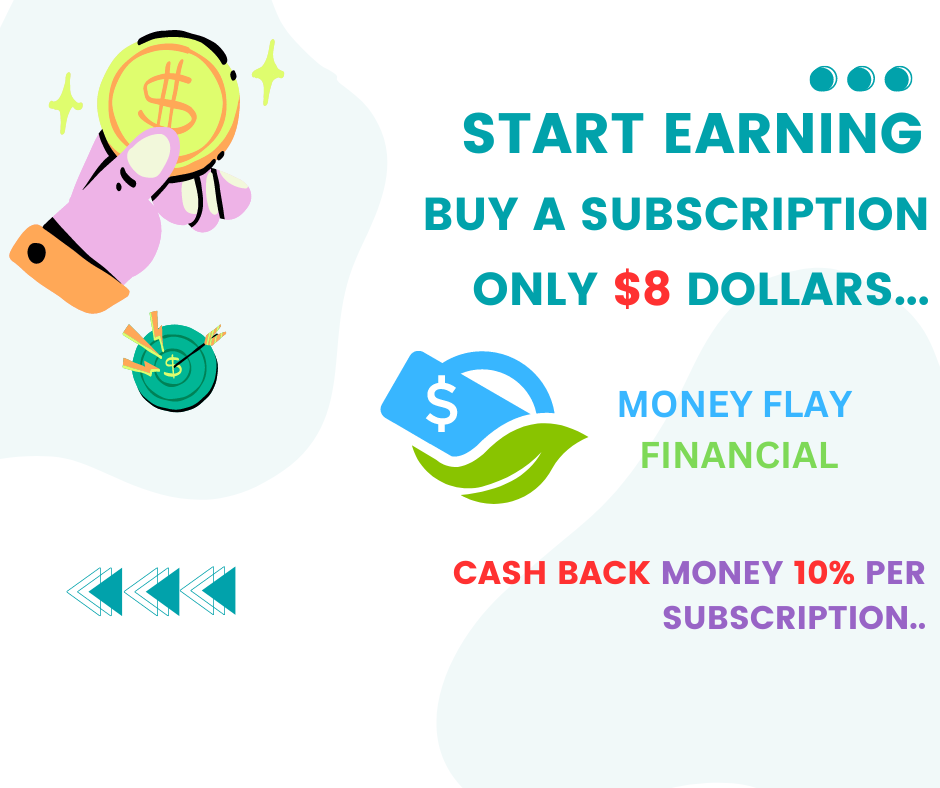 $
START EARNING
BUY A SUBSCRIPTION
ONLY $8 DOLLARS...
$
$
MONEY FLAY
FINANCIAL
CASH BACK MONEY 10% PER
SUBSCRIPTION..